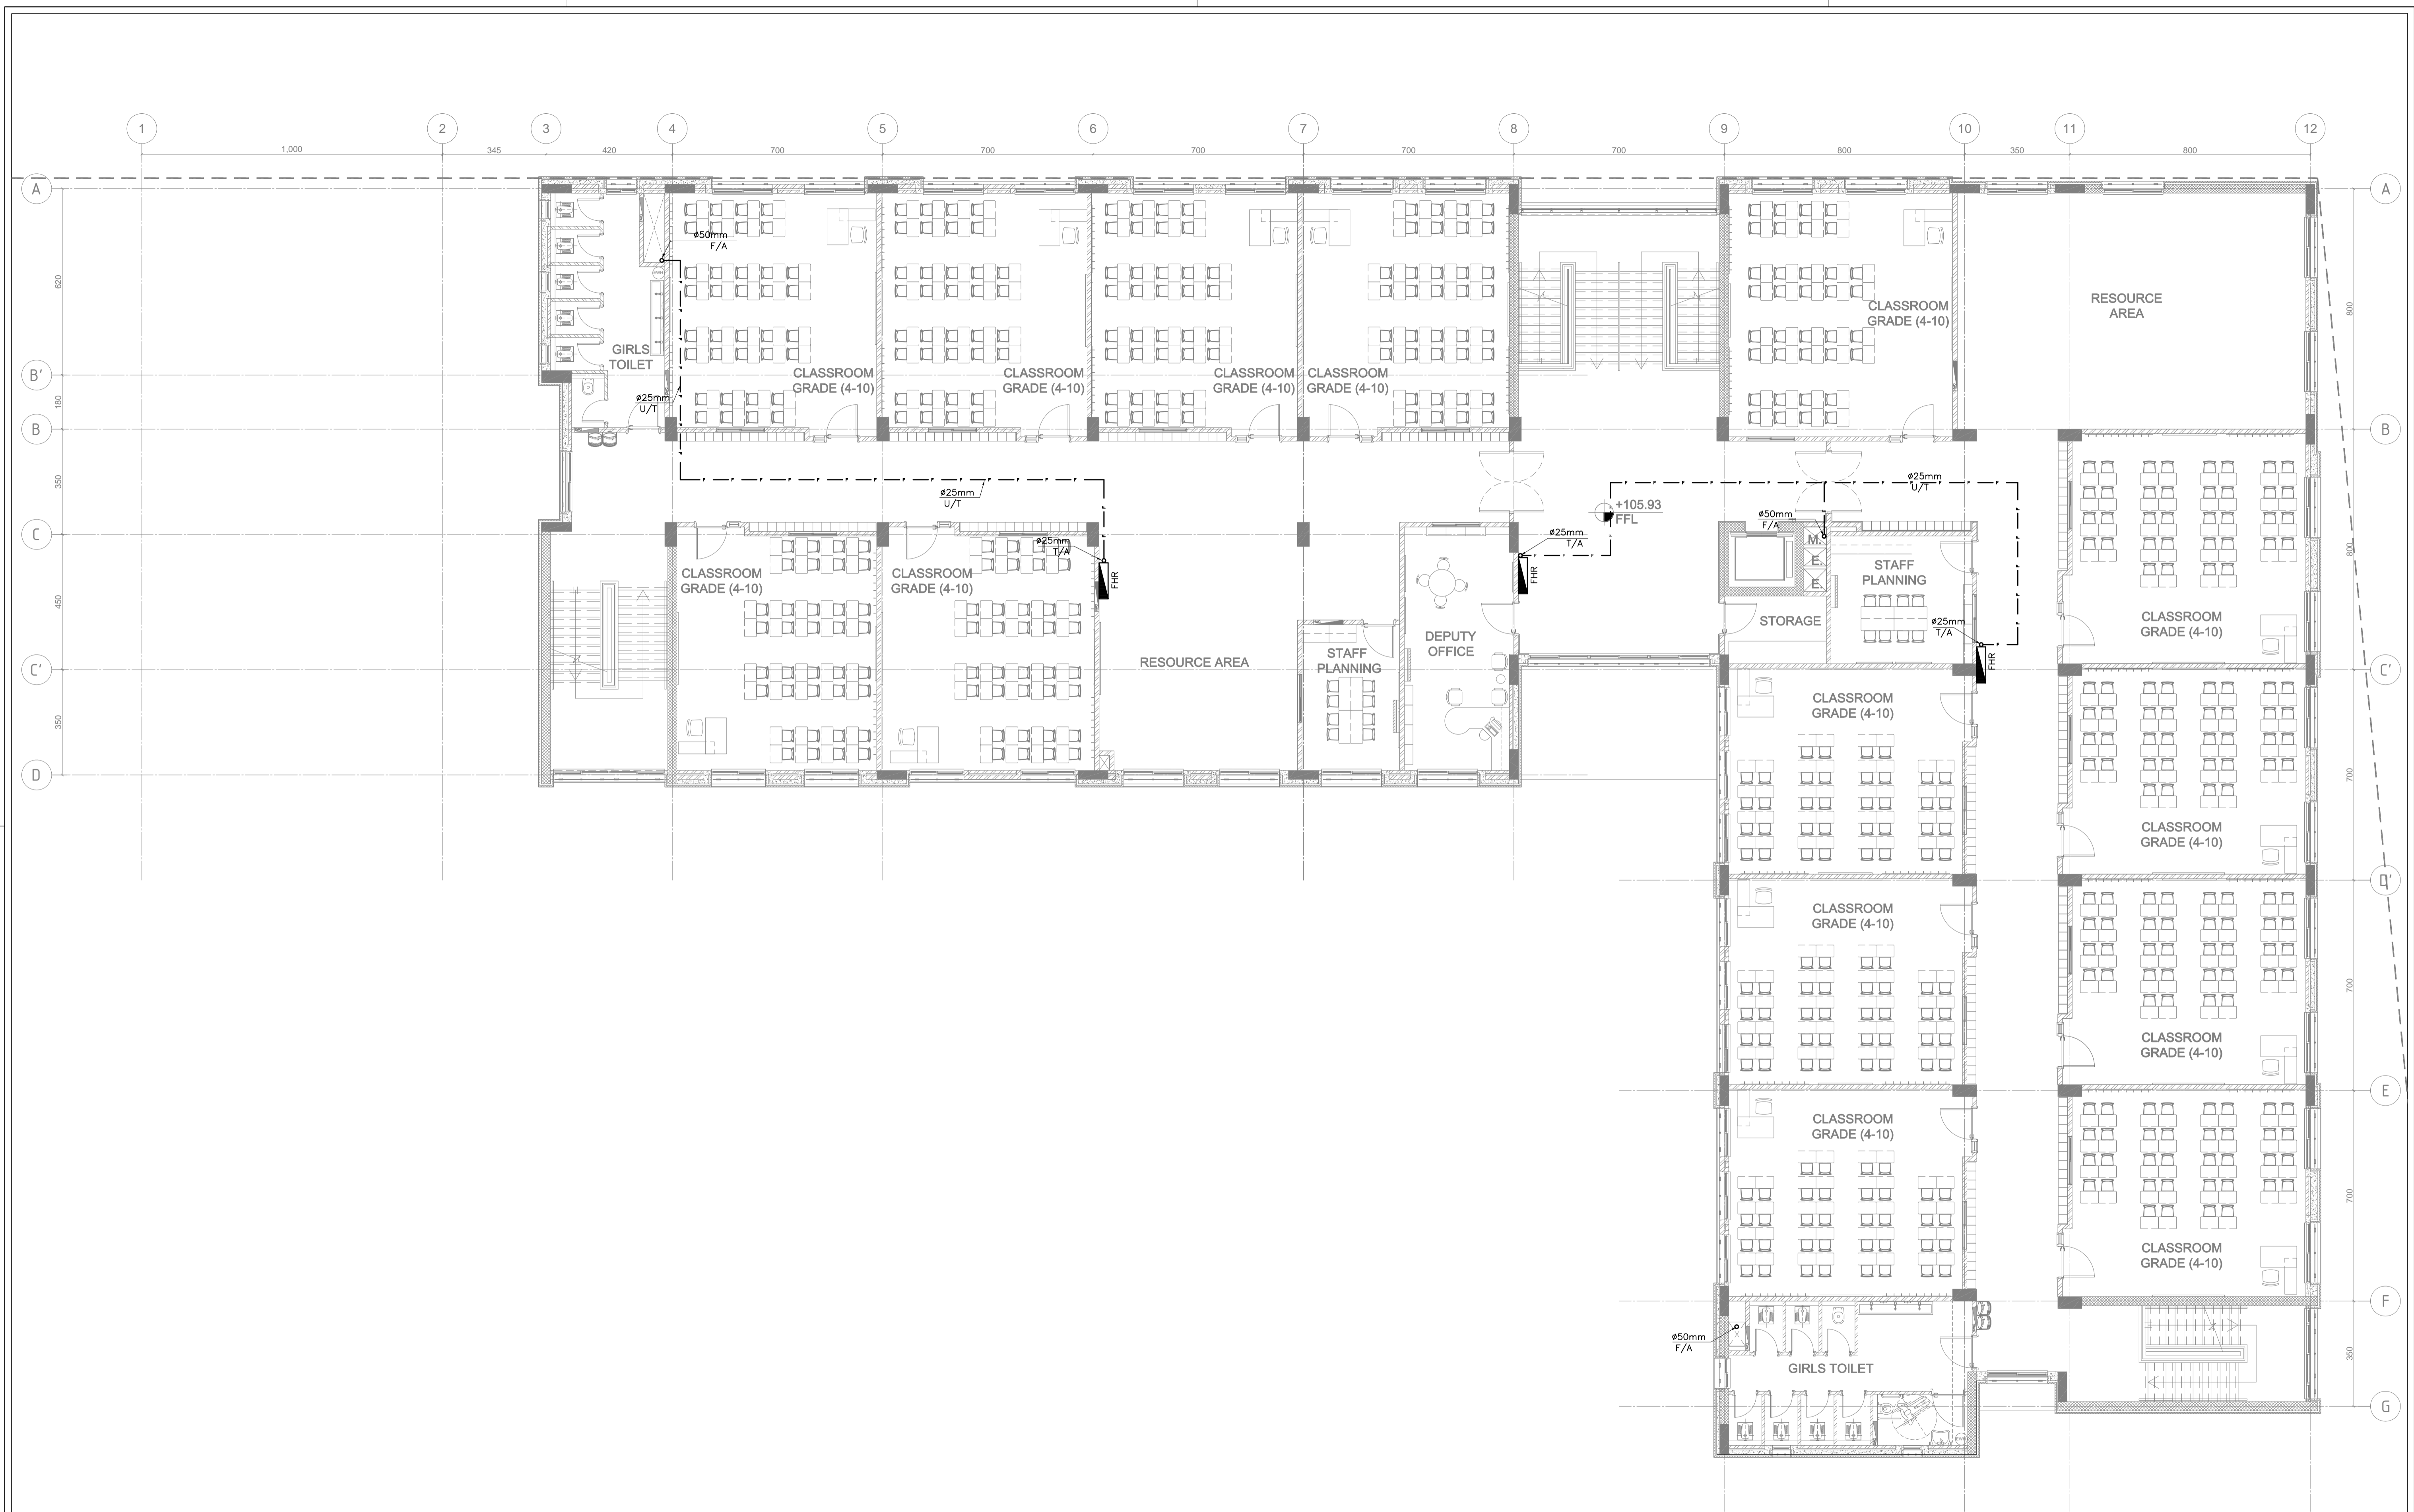 1
2
3
4
5
6
7
8
9
10
11
12
1,000
345
420
700
700
700
700
700
800
350
800
A
A
ø50mm
F/A
620
800
CLASSROOM
GRADE (4-10)
RESOURCE
AREA
GIRLS
TOILET
B'
CLASSROOM
GRADE (4-10)
CLASSROOM
GRADE (4-10)
CLASSROOM
GRADE (4-10)
CLASSROOM
GRADE (4-10)
ø25mm
U/T
180
B
B
350
ø25mm
U/T
ø25mm
U/T
+105.93
FFL
ø50mm
F/A
C
ø25mm
T/A
ø25mm
T/A
M.
E.
E.
800
FHR
FHR
CLASSROOM
GRADE (4-10)
CLASSROOM
GRADE (4-10)
STAFF
PLANNING
450
STORAGE
ø25mm
T/A
CLASSROOM
GRADE (4-10)
DEPUTY
OFFICE
STAFF
PLANNING
RESOURCE AREA
FHR
C'
C'
350
CLASSROOM
GRADE (4-10)
D
700
CLASSROOM
GRADE (4-10)
D'
CLASSROOM
GRADE (4-10)
700
CLASSROOM
GRADE (4-10)
E
CLASSROOM
GRADE (4-10)
700
CLASSROOM
GRADE (4-10)
F
ø50mm
F/A
GIRLS TOILET
350
G